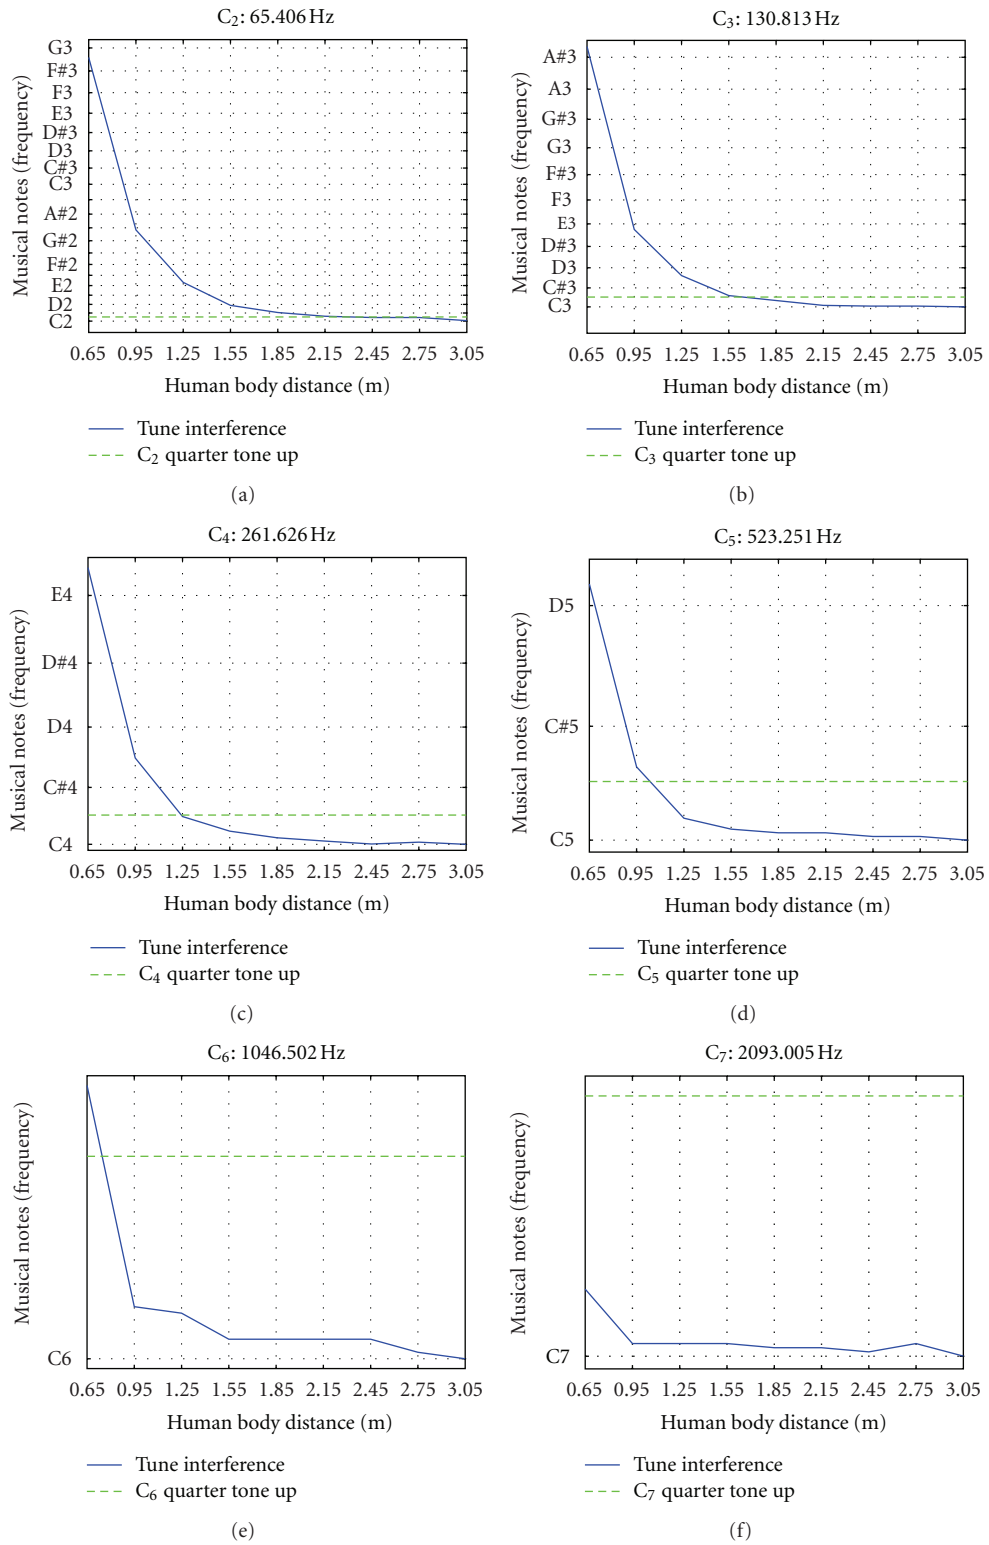 C₂: 65.406 Hz
Musical notes (frequency)
G3
F#3
F3
E3
D#3
D3
C#3
C3
A#2
G#2
F#2
E2
D2
C2
0.65 0.95 1.25 1.55 1.85 2.15 2.45 2.75 3.05
Human body distance (m)
Tune interference
C₂ quarter tone up
(a)
C₃: 130.813 Hz
Musical notes (frequency)
A#3
A3
G#3
G3
F#3
F3
E3
D#3
D3
C#3
C3
0.65 0.95 1.25 1.55 1.85 2.15 2.45 2.75 3.05
Human body distance (m)
Tune interference
C₃ quarter tone up
(b)
C₄: 261.626 Hz
Musical notes (frequency)
E4
D#4
D4
C#4
C4
0.65 0.95 1.25 1.55 1.85 2.15 2.45 2.75 3.05
Human body distance (m)
Tune interference
C₄ quarter tone up
(c)
C₅: 523.251 Hz
Musical notes (frequency)
D5
C#5
C5
0.65 0.95 1.25 1.55 1.85 2.15 2.45 2.75 3.05
Human body distance (m)
Tune interference
C₅ quarter tone up
(d)
C₆: 1046.502 Hz
Musical notes (frequency)
C6
0.65 0.95 1.25 1.55 1.85 2.15 2.45 2.75 3.05
Human body distance (m)
Tune interference
C₆ quarter tone up
(e)
C₇: 2093.005 Hz
Musical notes (frequency)
C7
0.65 0.95 1.25 1.55 1.85 2.15 2.45 2.75 3.05
Human body distance (m)
Tune interference
C₇ quarter tone up
(f)